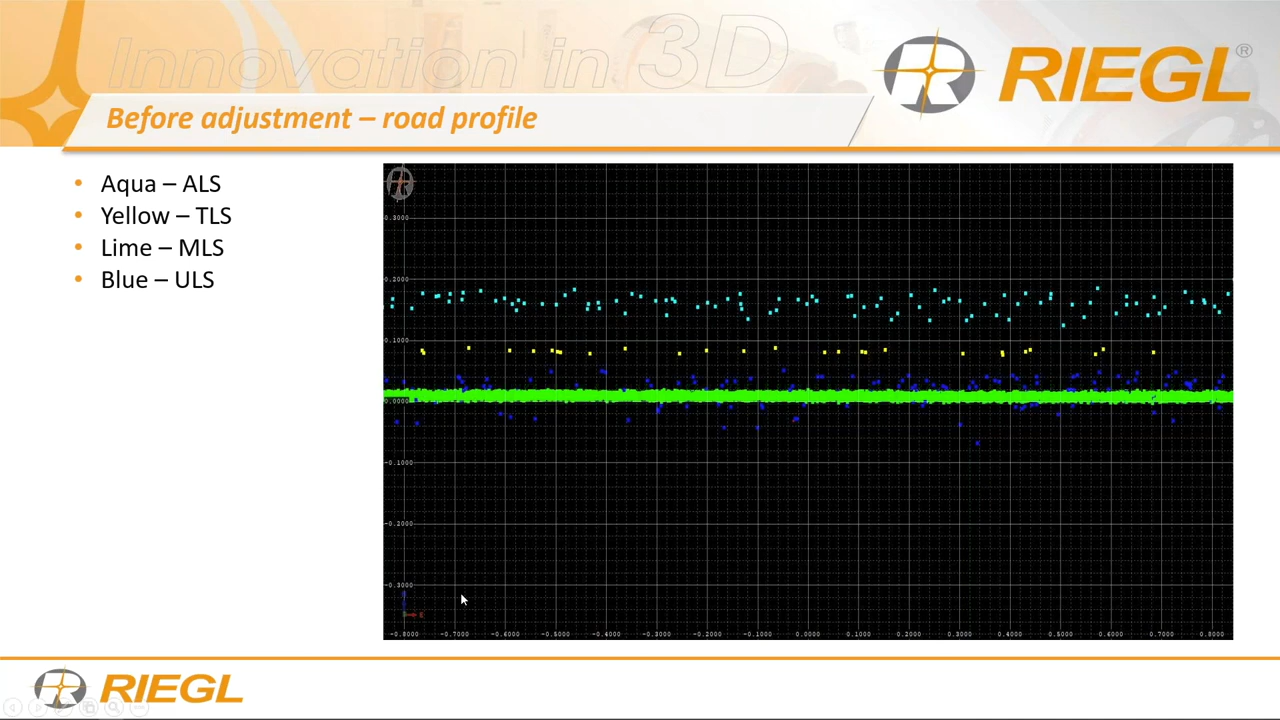 Innovation in 3D
RIEGL®
Before adjustment – road profile
• Aqua – ALS
• Yellow – TLS
• Lime – MLS
• Blue – ULS
0.3000
0.2000
0.1000
0.0000
-0.1000
-0.2000
-0.3000
-0.8000 -0.7000 -0.6000 -0.5000 -0.4000 -0.3000 -0.2000 -0.1000 0.0000 0.1000 0.2000 0.3000 0.4000 0.5000 0.6000 0.7000 0.8000
RIEGL